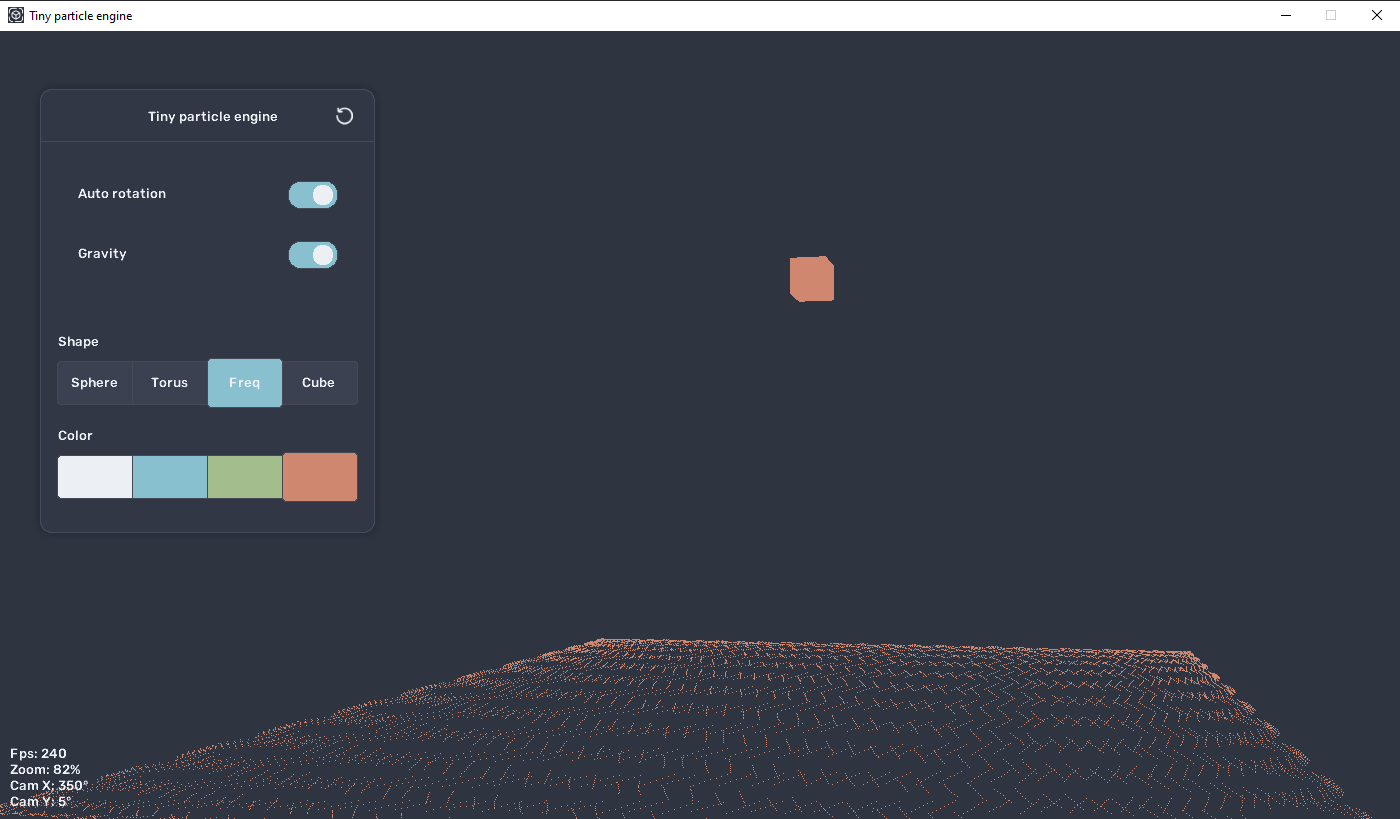 Tiny particle engine
Tiny particle engine
Auto rotation
Gravity
Shape
Sphere Torus Freq Cube
Color
Fps: 240
Zoom: 82%
Cam X: 350°
Cam Y: 5°